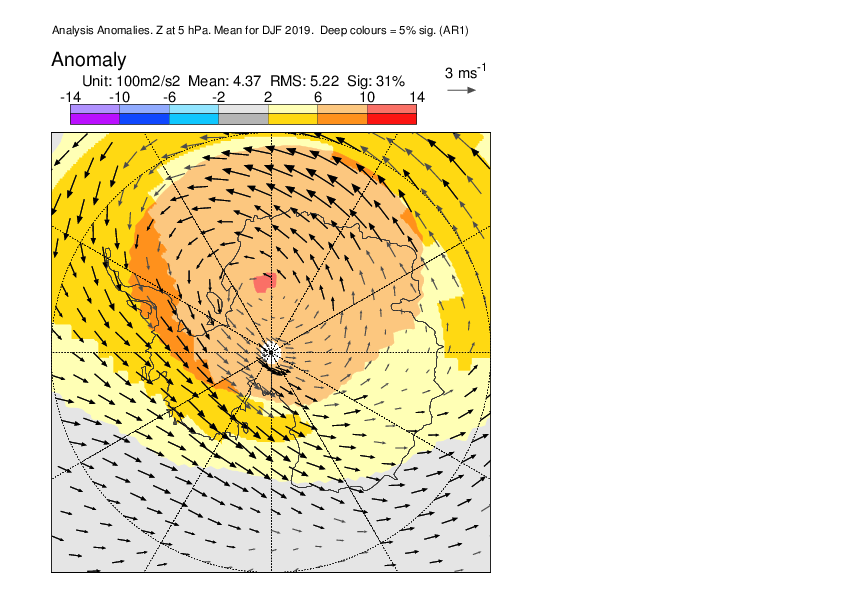 Analysis Anomalies. Z at 5 hPa. Mean for DJF 2019.  Deep colours = 5% sig. (AR1)
Anomaly
3 ms-1
Unit: 100m2/s2  Mean: 4.37  RMS: 5.22  Sig: 31%
-14 -10 -6 -2 2 6 10 14